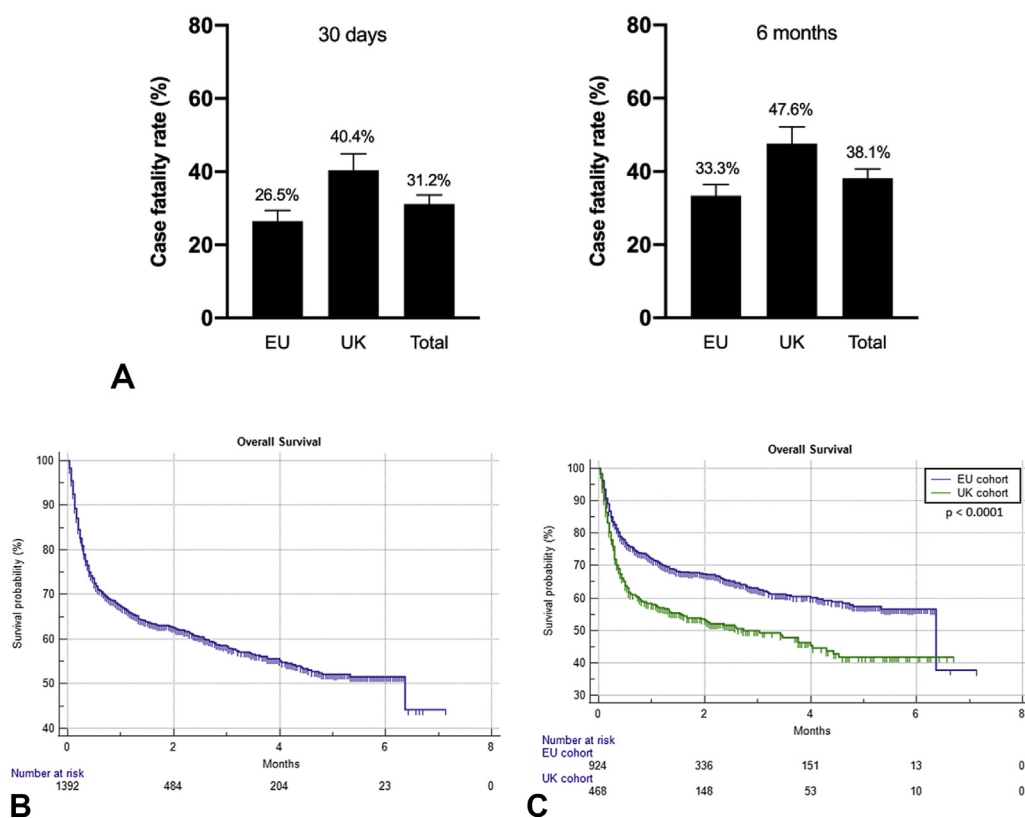 30 days
Case fatality rate (%)
80
60
40
20
0
26.5%
40.4%
31.2%
EU UK Total
6 months
Case fatality rate (%)
80
60
40
20
0
33.3%
47.6%
38.1%
EU UK Total
A
Overall Survival
Survival probability (%)
100
90
80
70
60
50
40
0 2 4 6 8
Months
Number at risk
1392 484 204 23 0
B
Overall Survival
EU cohort
UK cohort
p < 0.0001
Survival probability (%)
100
90
80
70
60
50
40
30
0 2 4 6 8
Months
Number at risk
EU cohort
924 336 151 13 0
UK cohort
468 148 53 10 0
C